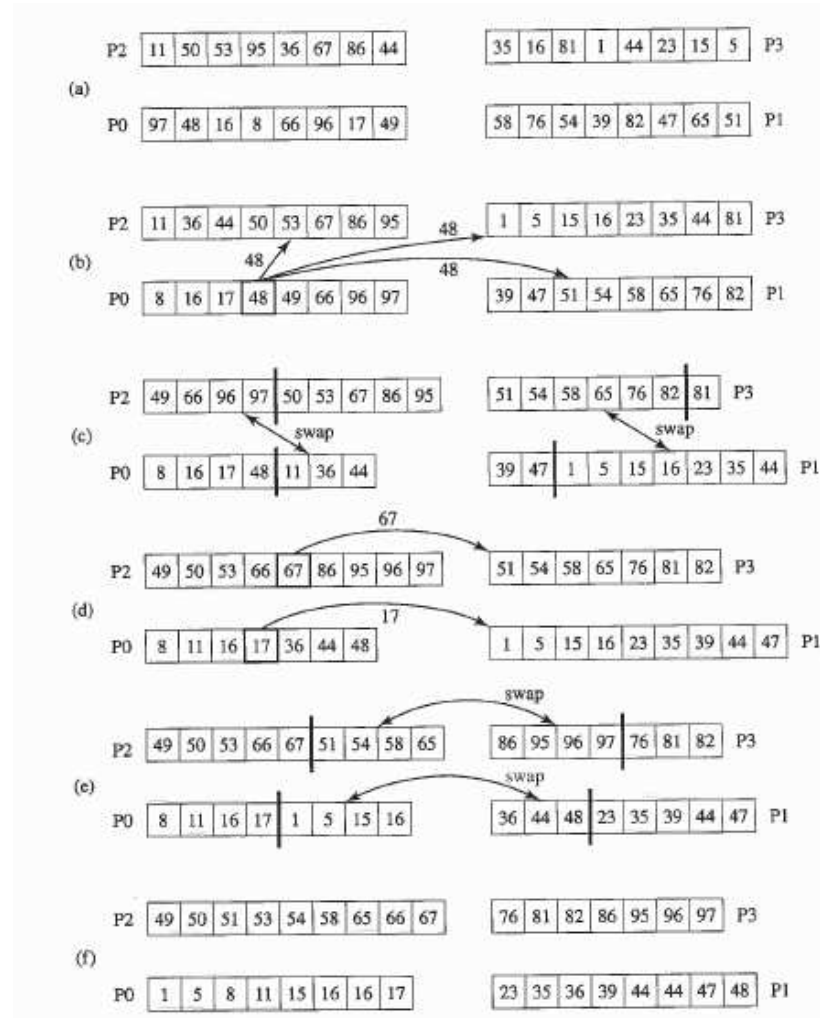 P2 11 50 53 95 36 67 86 44 35 16 81 1 44 23 15 5 P3
(a)
P0 97 48 16 8 66 96 17 49 58 76 54 39 82 47 65 51 P1
P2 11 36 44 50 53 67 86 95 1 5 15 16 23 35 44 81 P3
48
(b) 48 48
P0 8 16 17 48 49 66 96 97 39 47 51 54 58 65 76 82 P1
P2 49 66 96 97 50 53 67 86 95 51 54 58 65 76 82 81 P3
(c) swap swap
P0 8 16 17 48 11 36 44 39 47 1 5 15 16 23 35 44 P1
67
P2 49 50 53 66 67 86 95 96 97 51 54 58 65 76 81 82 P3
(d) 17
P0 8 11 16 17 36 44 48 1 5 15 16 23 35 39 44 47 P1
swap
P2 49 50 53 66 67 51 54 58 65 86 95 96 97 76 81 82 P3
(e) swap
P0 8 11 16 17 1 5 15 16 36 44 48 23 35 39 44 47 P1
P2 49 50 51 53 54 58 65 66 67 76 81 82 86 95 96 97 P3
(f)
P0 1 5 8 11 15 16 16 17 23 35 36 39 44 44 47 48 P1